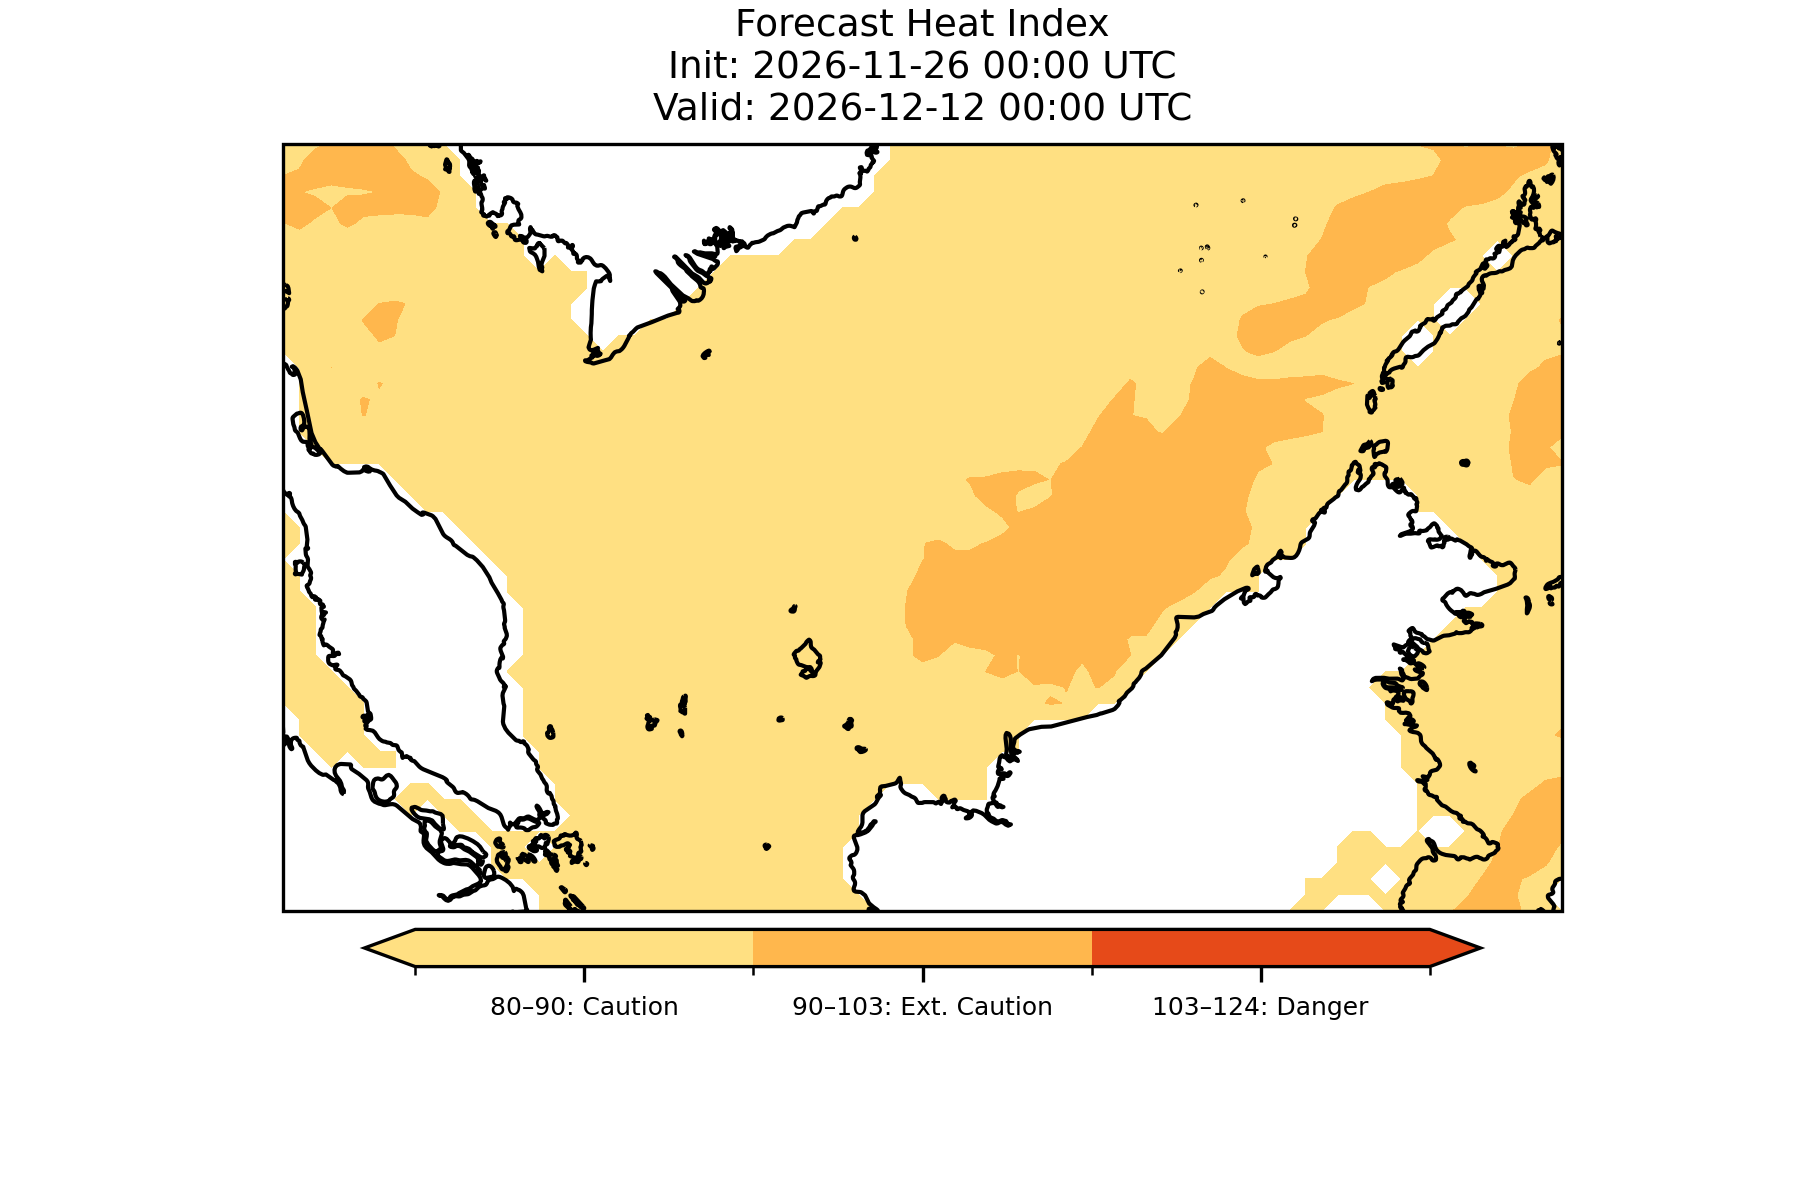 Forecast Heat Index
Init: 2026-11-26 00:00 UTC
Valid: 2026-12-12 00:00 UTC
80–90: Caution
90–103: Ext. Caution
103–124: Danger